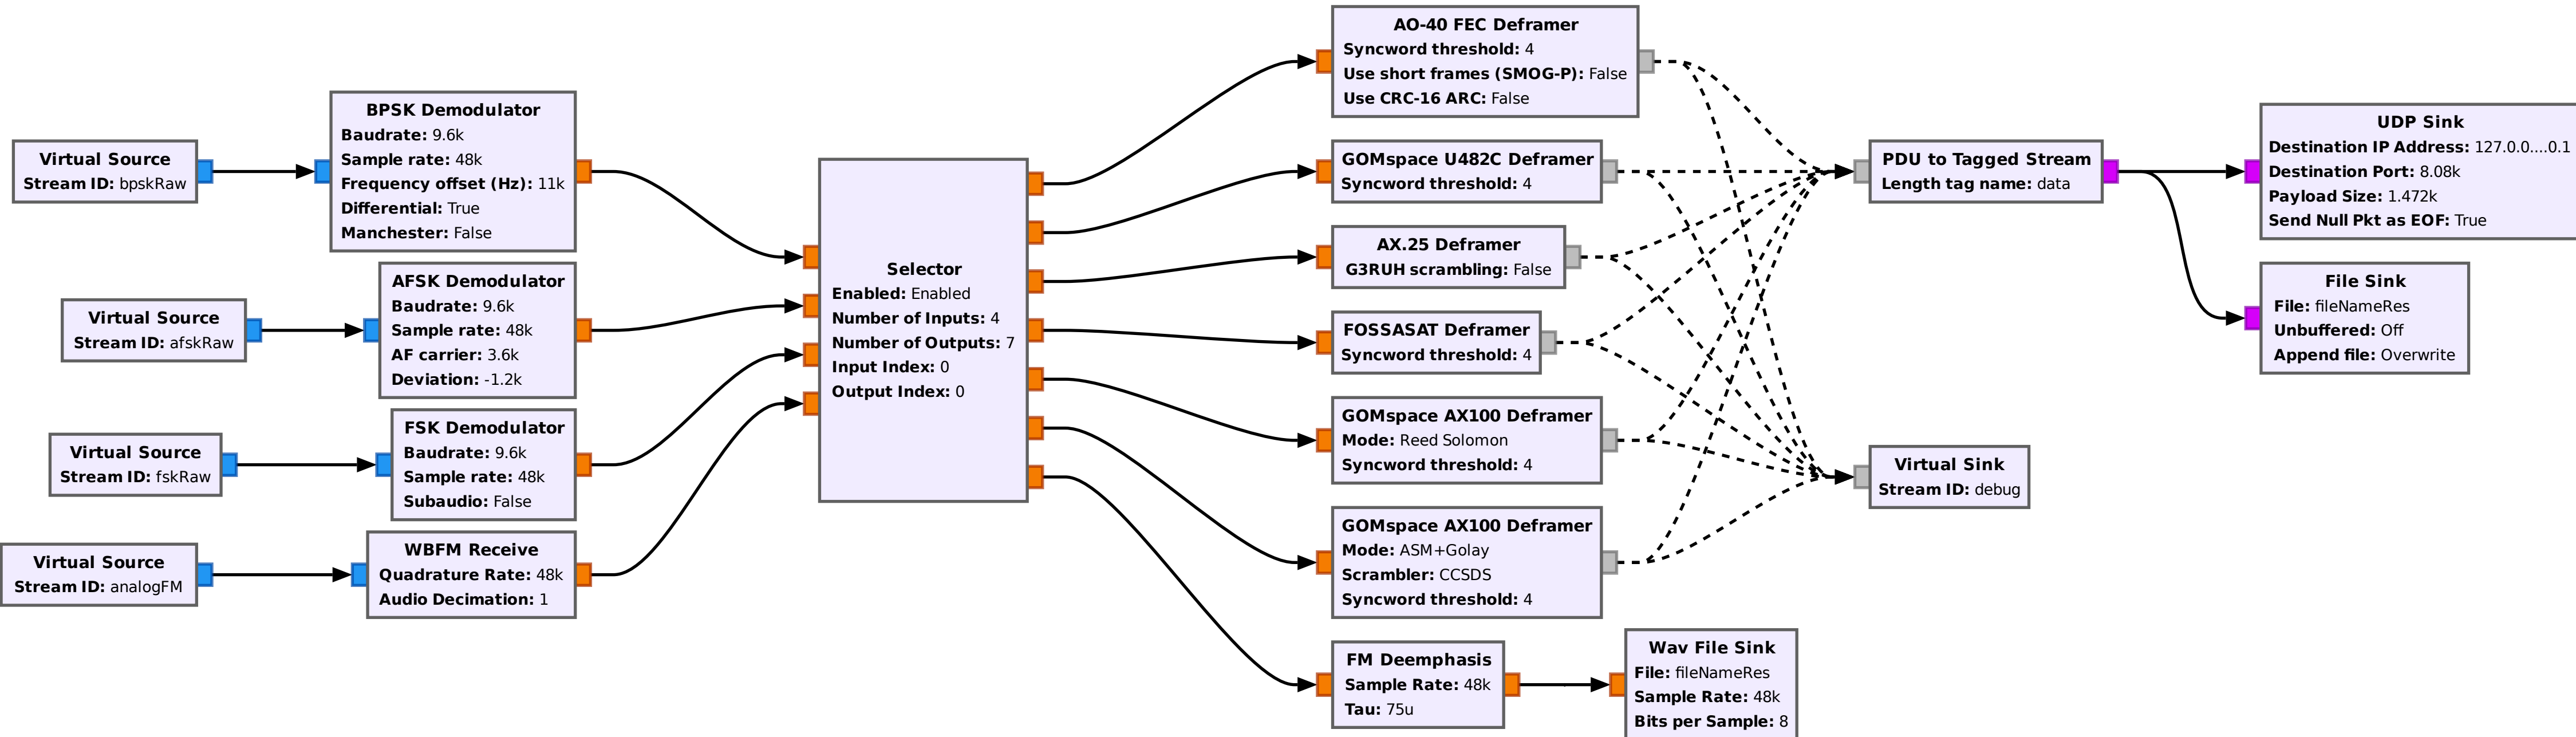 Virtual Source
Stream ID: bpskRaw
BPSK Demodulator
Baudrate: 9.6k
Sample rate: 48k
Frequency offset (Hz): 11k
Differential: True
Manchester: False
Virtual Source
Stream ID: afskRaw
AFSK Demodulator
Baudrate: 9.6k
Sample rate: 48k
AF carrier: 3.6k
Deviation: -1.2k
Virtual Source
Stream ID: fskRaw
FSK Demodulator
Baudrate: 9.6k
Sample rate: 48k
Subaudio: False
Virtual Source
Stream ID: analogFM
WBFM Receive
Quadrature Rate: 48k
Audio Decimation: 1
Selector
Enabled: Enabled
Number of Inputs: 4
Number of Outputs: 7
Input Index: 0
Output Index: 0
AO-40 FEC Deframer
Syncword threshold: 4
Use short frames (SMOG-P): False
Use CRC-16 ARC: False
GOMspace U482C Deframer
Syncword threshold: 4
AX.25 Deframer
G3RUH scrambling: False
FOSSASAT Deframer
Syncword threshold: 4
GOMspace AX100 Deframer
Mode: Reed Solomon
Syncword threshold: 4
GOMspace AX100 Deframer
Mode: ASM+Golay
Scrambler: CCSDS
Syncword threshold: 4
FM Deemphasis
Sample Rate: 48k
Tau: 75u
Wav File Sink
File: fileNameRes
Sample Rate: 48k
Bits per Sample: 8
PDU to Tagged Stream
Length tag name: data
Virtual Sink
Stream ID: debug
UDP Sink
Destination IP Address: 127.0.0....0.1
Destination Port: 8.08k
Payload Size: 1.472k
Send Null Pkt as EOF: True
File Sink
File: fileNameRes
Unbuffered: Off
Append file: Overwrite